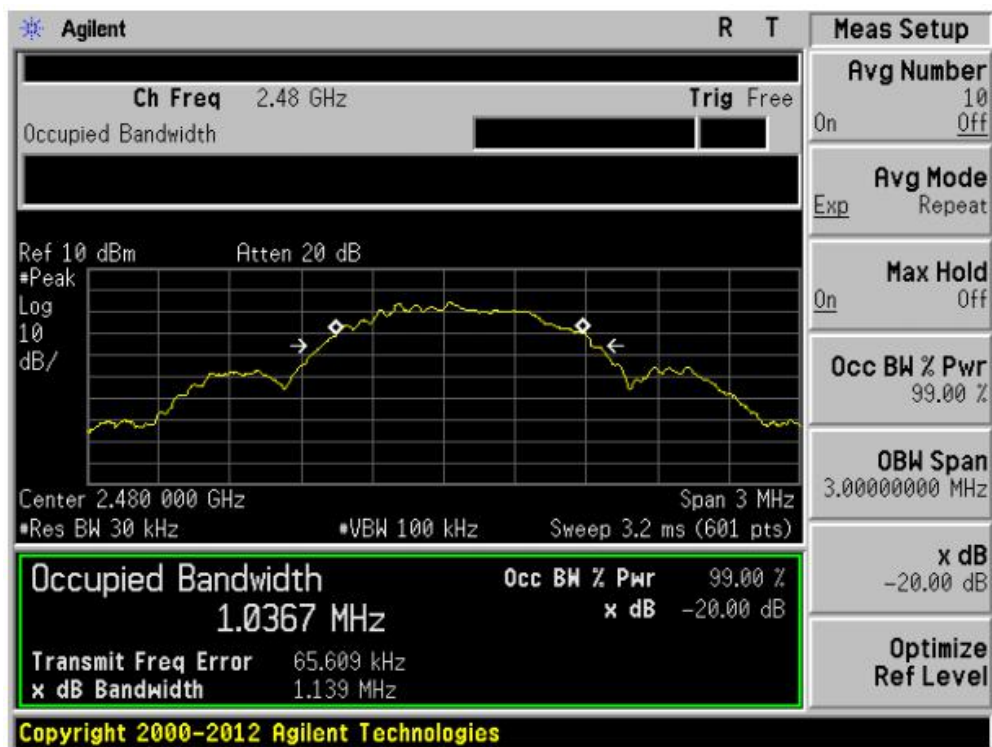 Agilent R T
Ch Freq 2.48 GHz Trig Free
Occupied Bandwidth
Ref 10 dBm Atten 20 dB
#Peak
Log
10
dB/
Center 2.480 000 GHz Span 3 MHz
#Res BW 30 kHz #VBW 100 kHz Sweep 3.2 ms (601 pts)
Occupied Bandwidth Occ BW % Pwr 99.00 %
1.0367 MHz x dB -20.00 dB
Transmit Freq Error 65.609 kHz
x dB Bandwidth 1.139 MHz
Copyright 2000-2012 Agilent Technologies
Meas Setup
Avg Number
10
On Off
Avg Mode
Exp Repeat
Max Hold
On Off
Occ BW % Pwr
99.00 %
OBW Span
3.00000000 MHz
x dB
-20.00 dB
Optimize
Ref Level